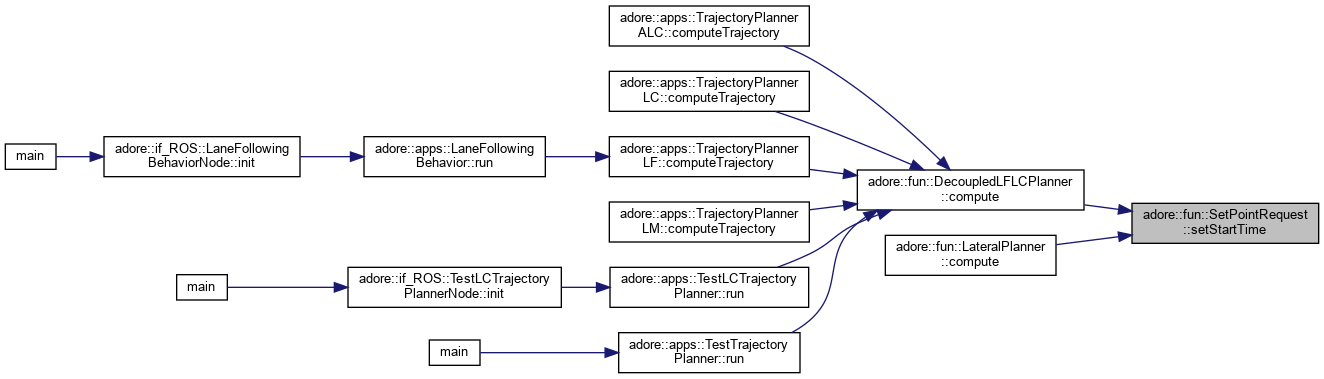 adore::apps::TrajectoryPlanner
ALC::computeTrajectory
adore::apps::TrajectoryPlanner
LC::computeTrajectory
main
adore::if_ROS::LaneFollowing
BehaviorNode::init
adore::apps::LaneFollowing
Behavior::run
adore::apps::TrajectoryPlanner
LF::computeTrajectory
adore::fun::DecoupledLFLCPlanner
::compute
adore::fun::SetPointRequest
::setStartTime
adore::apps::TrajectoryPlanner
LM::computeTrajectory
adore::fun::LateralPlanner
::compute
main
adore::if_ROS::TestLCTrajectory
PlannerNode::init
adore::apps::TestLCTrajectory
Planner::run
main
adore::apps::TestTrajectory
Planner::run